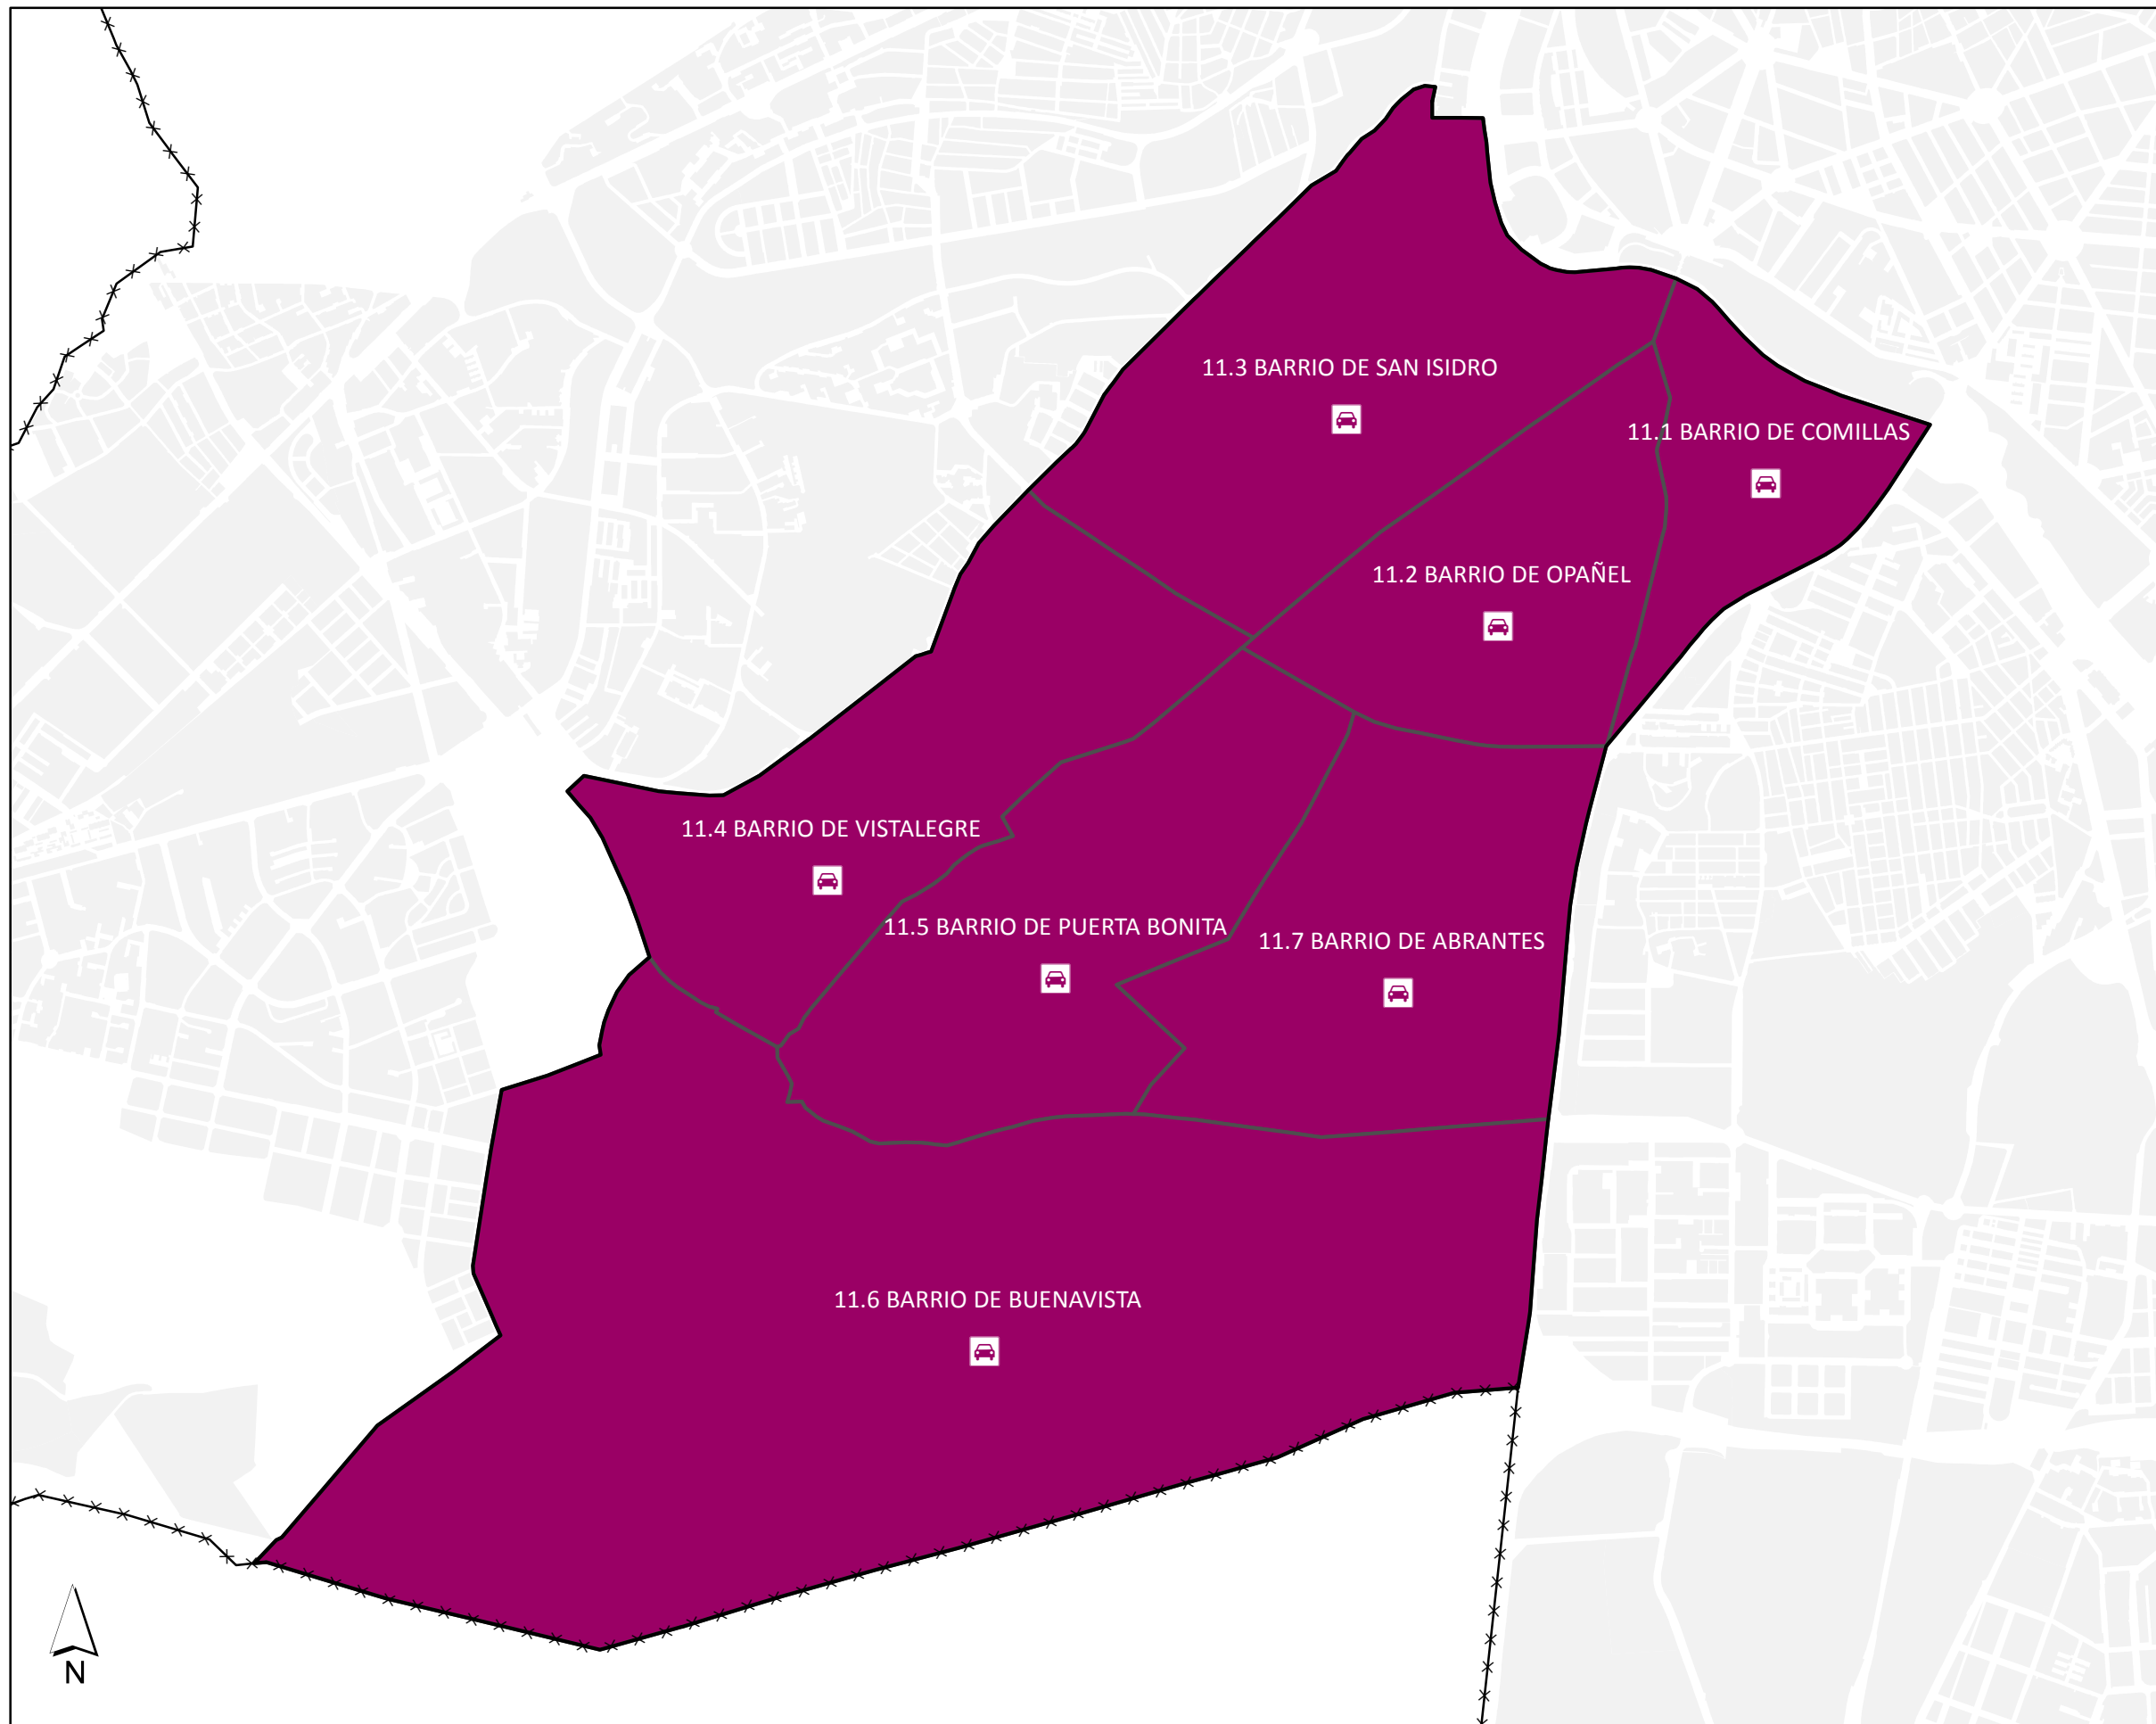 11.3 BARRIO DE SAN ISIDRO
11.1 BARRIO DE COMILLAS
11.2 BARRIO DE OPAÑEL
11.4 BARRIO DE VISTALEGRE
11.5 BARRIO DE PUERTA BONITA
11.7 BARRIO DE ABRANTES
11.6 BARRIO DE BUENAVISTA
N